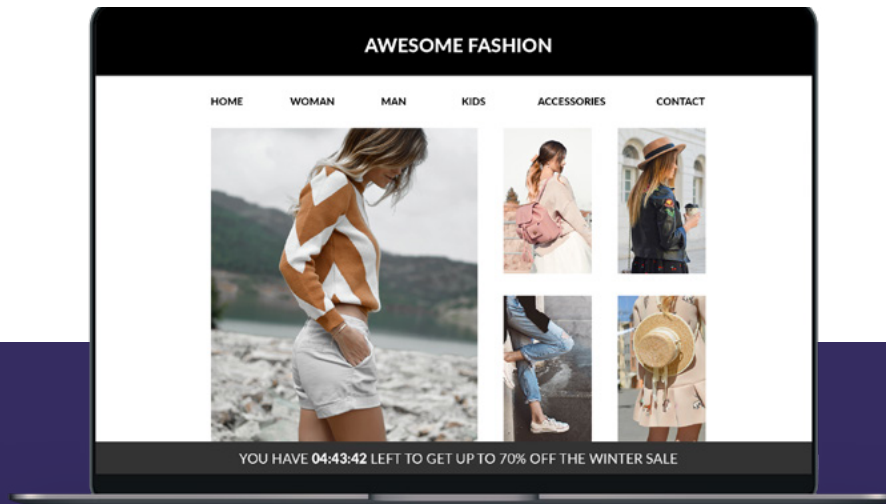 AWESOME FASHION
HOME WOMAN MAN KIDS ACCESSORIES CONTACT
YOU HAVE 04:43:42 LEFT TO GET UP TO 70% OFF THE WINTER SALE